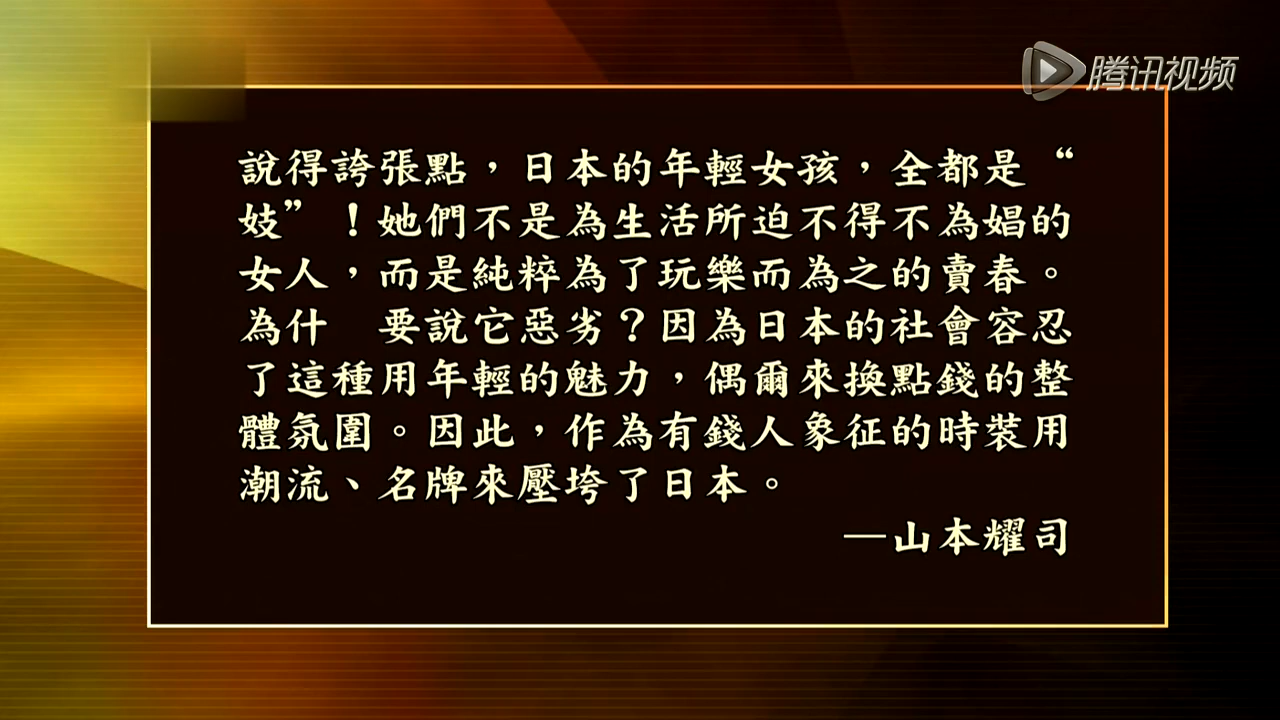 腾讯视频
說得誇張點，日本的年輕女孩，全都是“
妓”！她們不是為生活所迫不得不為娼的
女人，而是純粹為了玩樂而為之的賣春。
為什　要說它惡劣？因為日本的社會容忍
了這種用年輕的魅力，偶爾來換點錢的整
體氛圍。因此，作為有錢人象征的時裝用
潮流、名牌來壓垮了日本。
—山本耀司